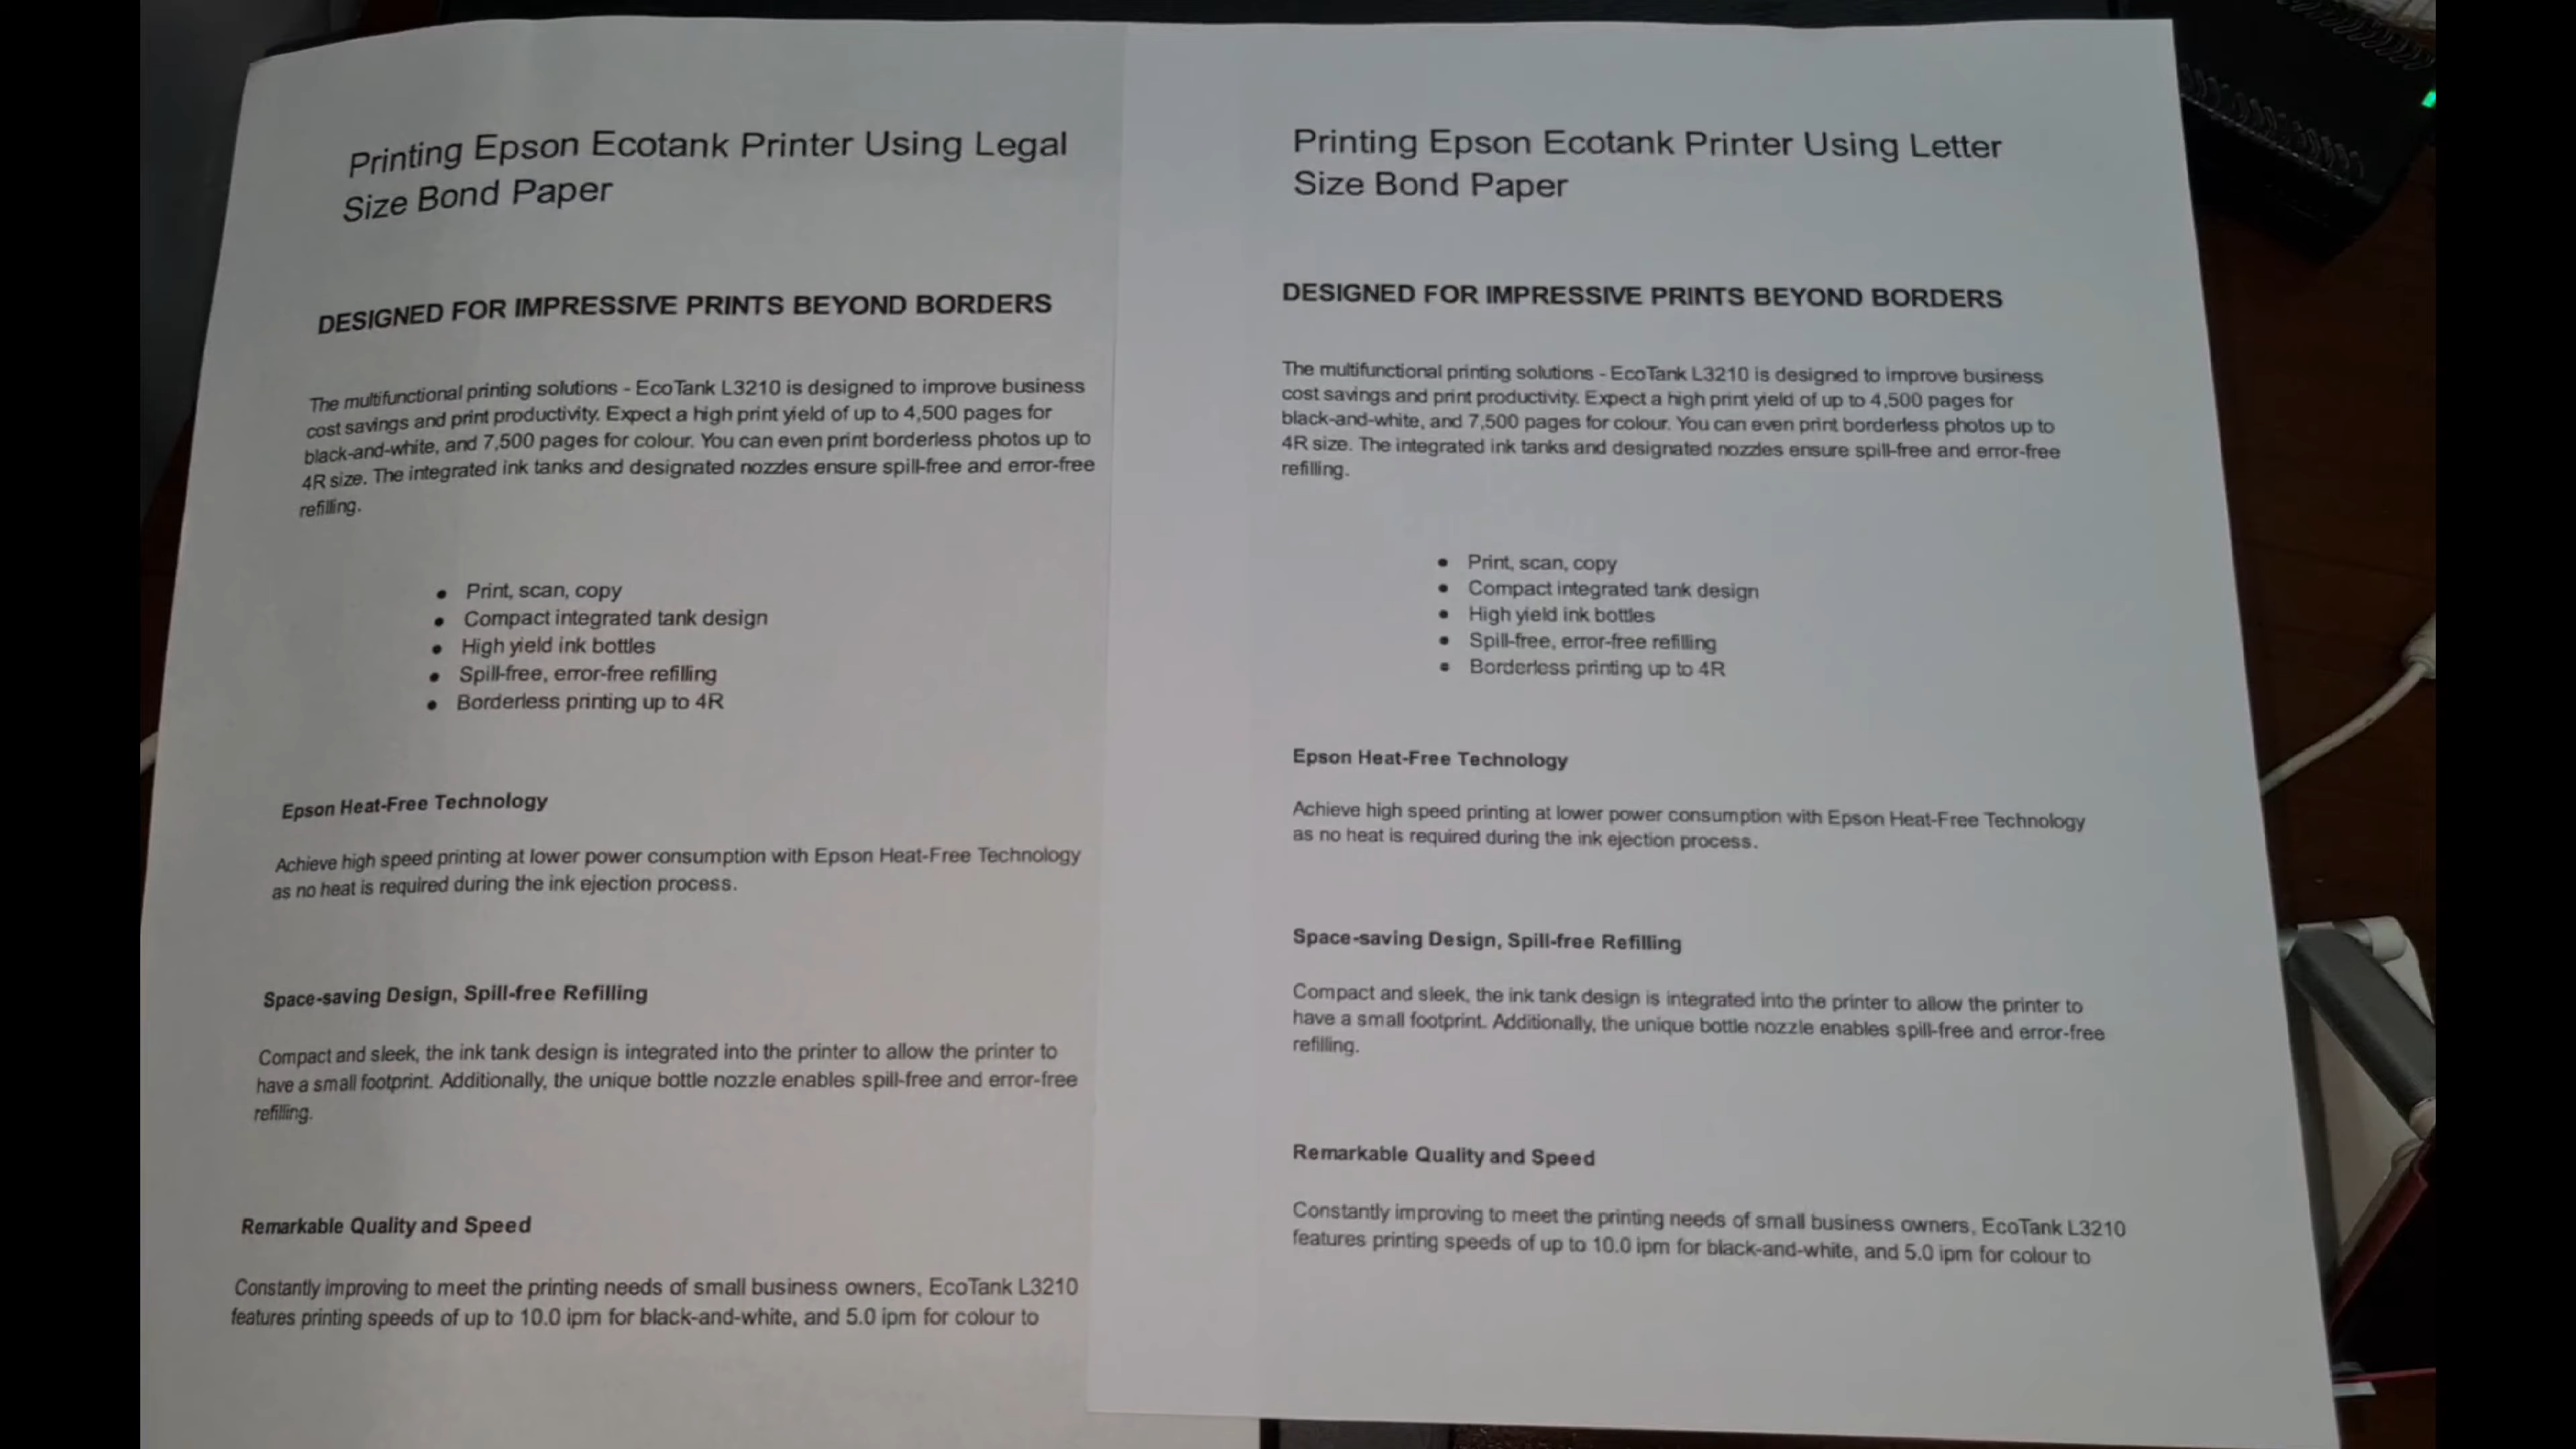 Printing Epson Ecotank Printer Using Legal
Size Bond Paper
DESIGNED FOR IMPRESSIVE PRINTS BEYOND BORDERS
The multifunctional printing solutions - EcoTank L3210 is designed to improve business
cost savings and print productivity. Expect a high print yield of up to 4,500 pages for
black-and-white, and 7,500 pages for colour. You can even print borderless photos up to
4R size. The integrated ink tanks and designated nozzles ensure spill-free and error-free
refilling.
● Print, scan, copy
● Compact integrated tank design
● High yield ink bottles
● Spill-free, error-free refilling
● Borderless printing up to 4R
Epson Heat-Free Technology
Achieve high speed printing at lower power consumption with Epson Heat-Free Technology
as no heat is required during the ink ejection process.
Space-saving Design, Spill-free Refilling
Compact and sleek, the ink tank design is integrated into the printer to allow the printer to
have a small footprint. Additionally, the unique bottle nozzle enables spill-free and error-free
refilling.
Remarkable Quality and Speed
Constantly improving to meet the printing needs of small business owners, EcoTank L3210
features printing speeds of up to 10.0 ipm for black-and-white, and 5.0 ipm for colour to
Printing Epson Ecotank Printer Using Letter
Size Bond Paper
DESIGNED FOR IMPRESSIVE PRINTS BEYOND BORDERS
The multifunctional printing solutions - EcoTank L3210 is designed to improve business
cost savings and print productivity. Expect a high print yield of up to 4,500 pages for
black-and-white, and 7,500 pages for colour. You can even print borderless photos up to
4R size. The integrated ink tanks and designated nozzles ensure spill-free and error-free
refilling.
● Print, scan, copy
● Compact integrated tank design
● High yield ink bottles
● Spill-free, error-free refilling
● Borderless printing up to 4R
Epson Heat-Free Technology
Achieve high speed printing at lower power consumption with Epson Heat-Free Technology
as no heat is required during the ink ejection process.
Space-saving Design, Spill-free Refilling
Compact and sleek, the ink tank design is integrated into the printer to allow the printer to
have a small footprint. Additionally, the unique bottle nozzle enables spill-free and error-free
refilling.
Remarkable Quality and Speed
Constantly improving to meet the printing needs of small business owners, EcoTank L3210
features printing speeds of up to 10.0 ipm for black-and-white, and 5.0 ipm for colour to